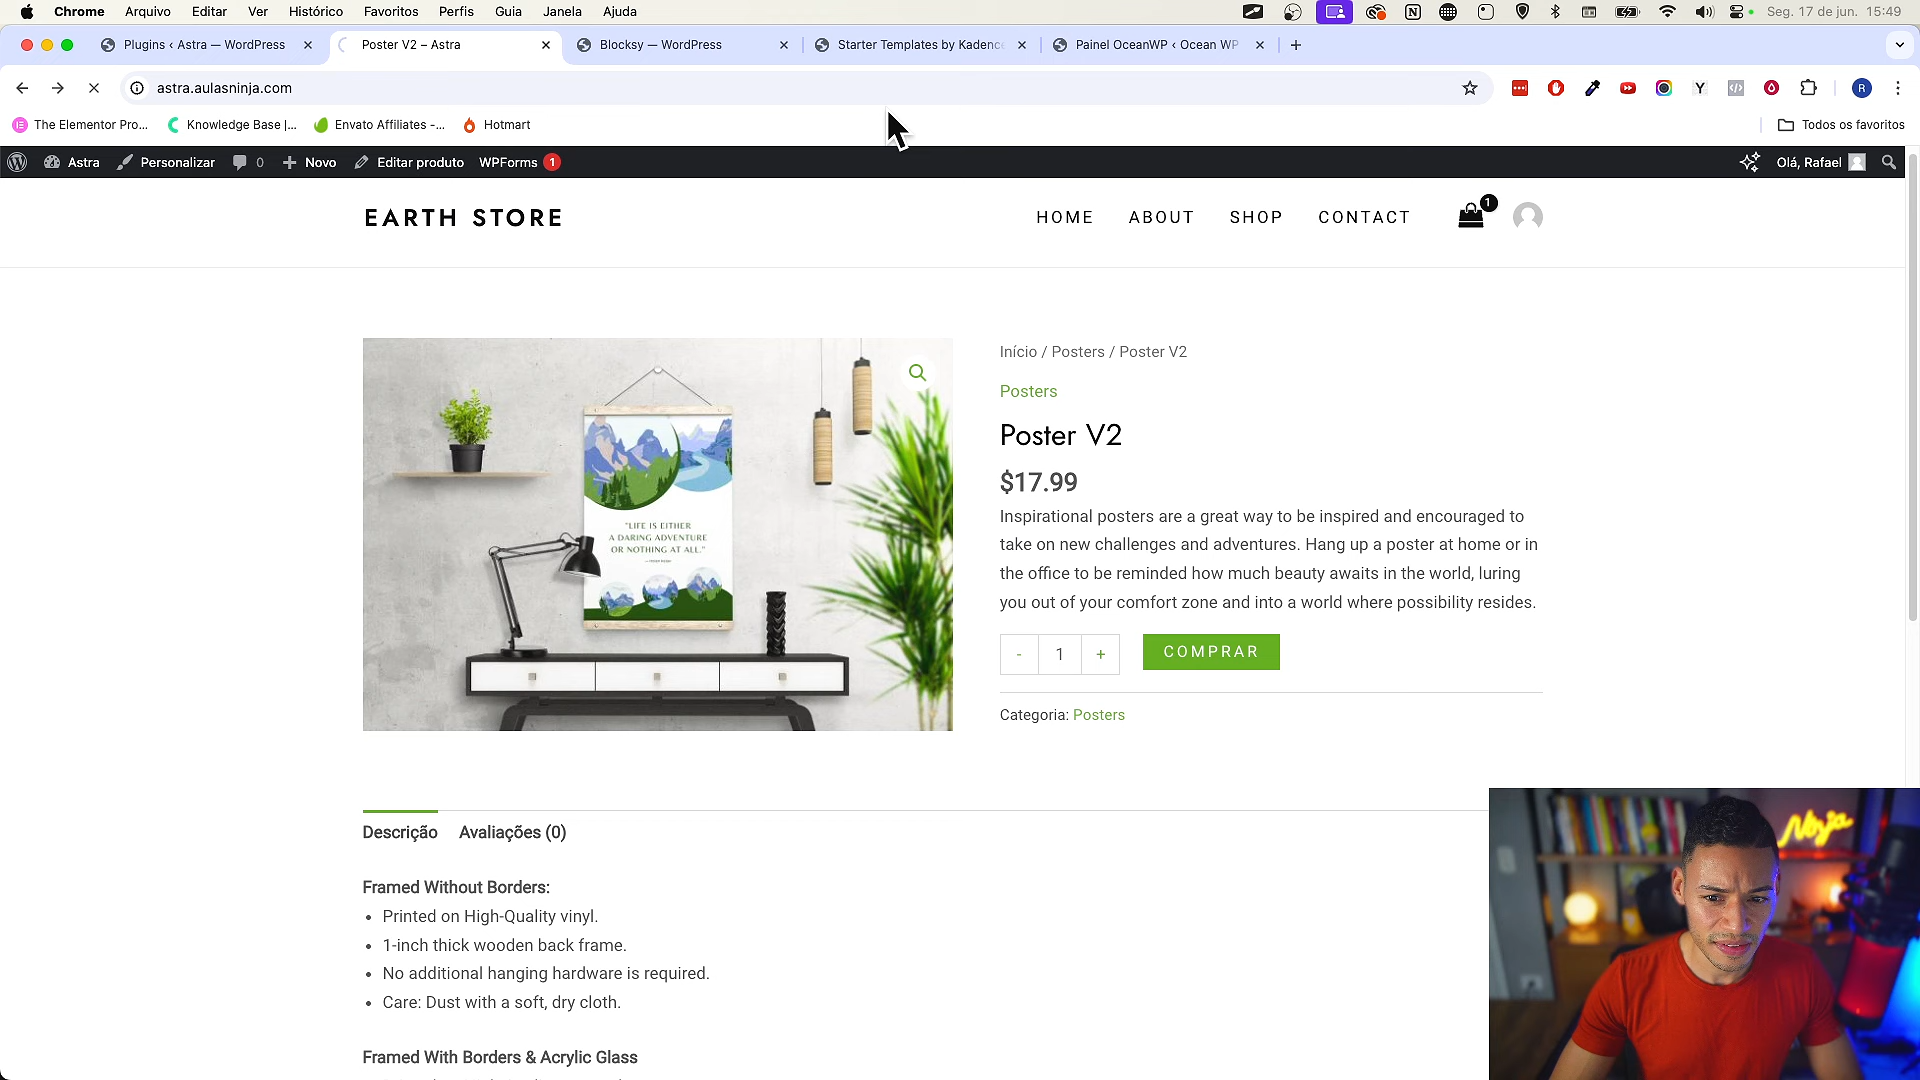 Chrome Arquivo Editar Ver Histórico Favoritos Perfis Guia Janela Ajuda Seg. 17 de jun. 15:49
Plugins ‹ Astra — WordPress Poster V2 – Astra Blocksy — WordPress Starter Templates by Kadence Painel OceanWP ‹ Ocean WP
astra.aulasninja.com
The Elementor Pro... Knowledge Base |... Envato Affiliates -... Hotmart Todos os favoritos
Astra Personalizar 0 Novo Editar produto WPForms 1 Olá, Rafael
EARTH STORE HOME ABOUT SHOP CONTACT 1
Início / Posters / Poster V2
Posters
Poster V2
$17.99
Inspirational posters are a great way to be inspired and encouraged to
take on new challenges and adventures. Hang up a poster at home or in
the office to be reminded how much beauty awaits in the world, luring
you out of your comfort zone and into a world where possibility resides.
"LIFE IS EITHER
A DARING ADVENTURE
OR NOTHING AT ALL."
- 1 + COMPRAR
Categoria: Posters
Descrição Avaliações (0)
Framed Without Borders:
• Printed on High-Quality vinyl.
• 1-inch thick wooden back frame.
• No additional hanging hardware is required.
• Care: Dust with a soft, dry cloth.
Framed With Borders & Acrylic Glass
Ninja